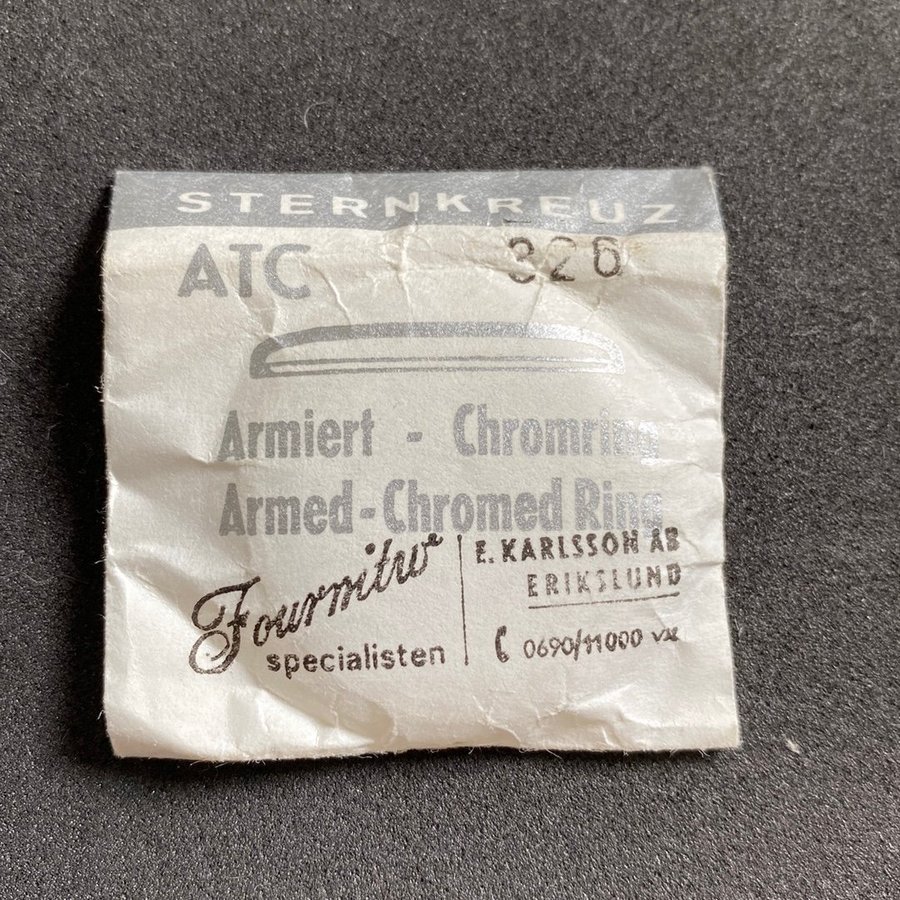 STERNKREUZ
ATC 326
Armiert - Chromring
Armed-Chromed Ring
Fournitur
specialisten
E. KARLSSON AB
ERIKSLUND
0690/11000 vx